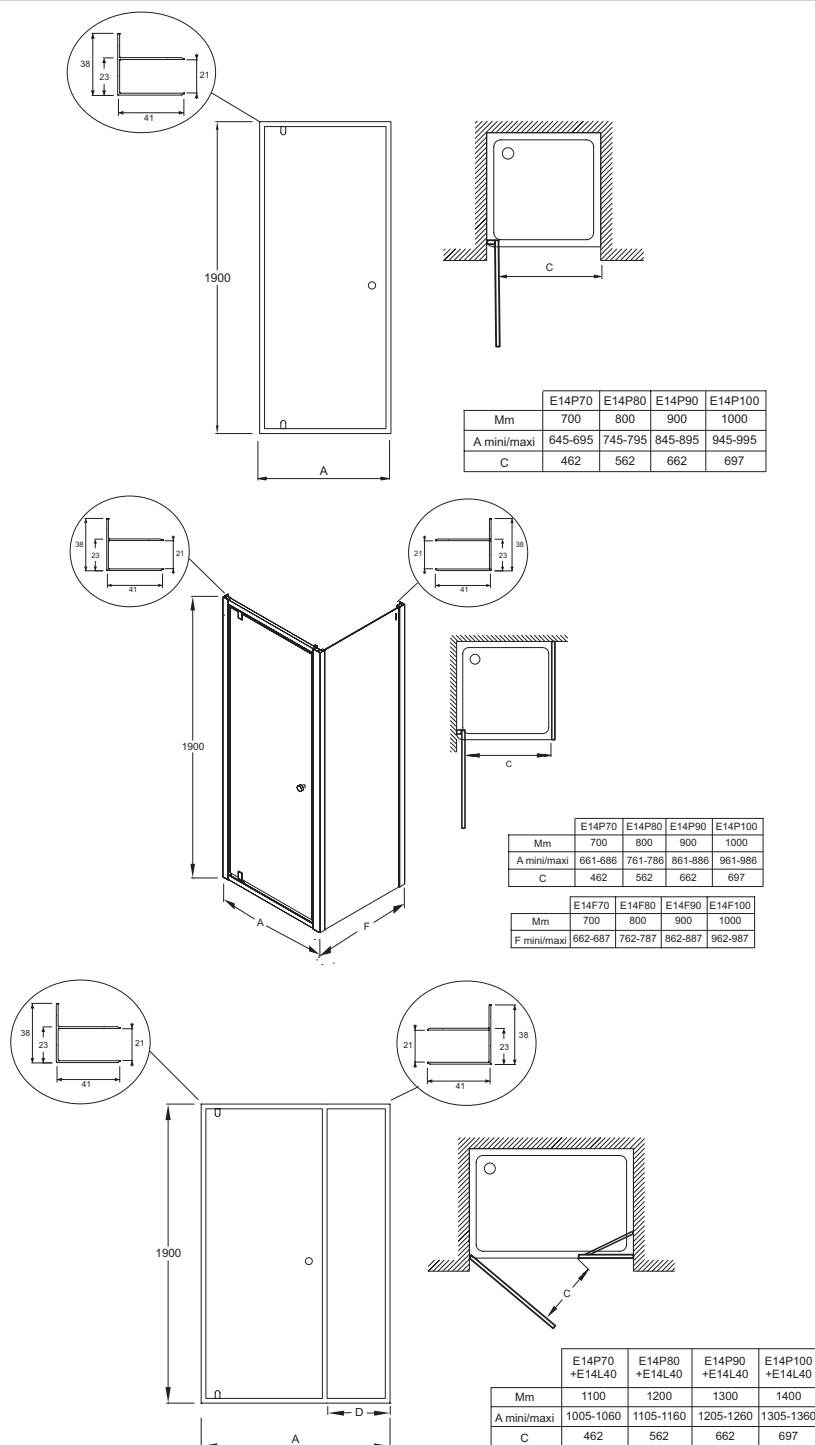 38
23
21
41
1900
A
C
E14P70 E14P80 E14P90 E14P100
Mm 700 800 900 1000
A mini/maxi 645-695 745-795 845-895 945-995
C 462 562 662 697
38
23
21
41
21
23
38
41
1900
A
F
C
E14P70 E14P80 E14P90 E14P100
Mm 700 800 900 1000
A mini/maxi 661-686 761-786 861-886 961-986
C 462 562 662 697
E14F70 E14F80 E14F90 E14F100
Mm 700 800 900 1000
F mini/maxi 662-687 762-787 862-887 962-987
38
23
21
41
21
23
38
41
1900
D
A
C
E14P70 E14P80 E14P90 E14P100
+E14L40 +E14L40 +E14L40 +E14L40
Mm 1100 1200 1300 1400
A mini/maxi 1005-1060 1105-1160 1205-1260 1305-1360
C 462 562 662 697